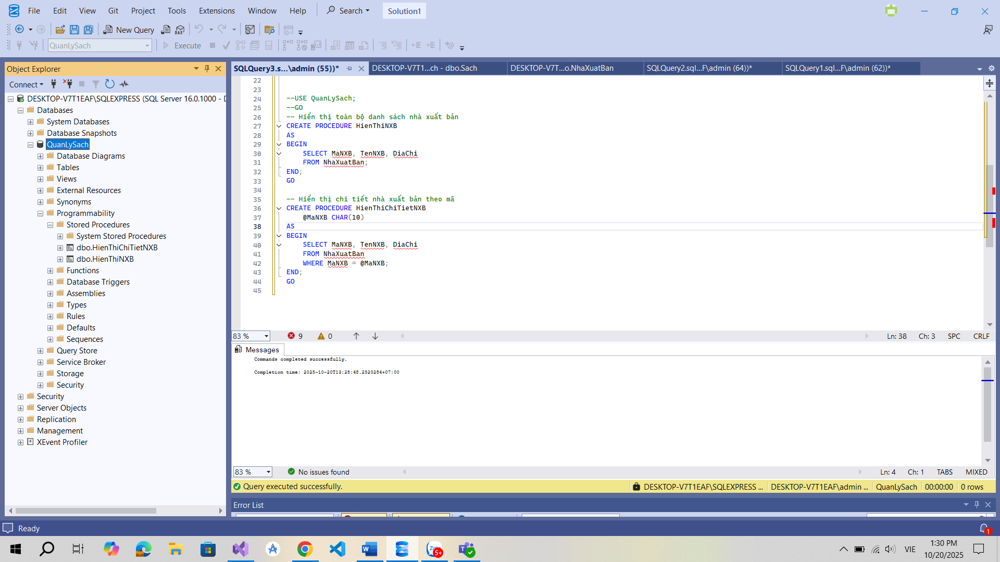 File Edit View Git Project Tools Extensions Window Help Search Solution1
New Query DAX
QuanLySach Execute
Object Explorer
Connect
DESKTOP-V7T1EAF\SQLEXPRESS (SQL Server 16.0.1000 - D
Databases
System Databases
Database Snapshots
QuanLySach
Database Diagrams
Tables
Views
External Resources
Synonyms
Programmability
Stored Procedures
System Stored Procedures
dbo.HienThiChiTietNXB
dbo.HienThiNXB
Functions
Database Triggers
Assemblies
Types
Rules
Defaults
Sequences
Query Store
Service Broker
Storage
Security
Security
Server Objects
Replication
Management
XEvent Profiler
SQLQuery3.s...\admin (55))* DESKTOP-V7T1...ch - dbo.Sach DESKTOP-V7T...o.NhaXuatBan SQLQuery2.sql...F\admin (64))* SQLQuery1.sql...F\admin (62))*
22
23
24 --USE QuanLySach;
25 --GO
26 -- Hiển thị toàn bộ danh sách nhà xuất bản
27 CREATE PROCEDURE HienThiNXB
28 AS
29 BEGIN
30 SELECT MaNXB, TenNXB, DiaChi
31 FROM NhaXuatBan;
32 END;
33 GO
34
35 -- Hiển thị chi tiết nhà xuất bản theo mã
36 CREATE PROCEDURE HienThiChiTietNXB
37 @MaNXB CHAR(10)
38 AS
39 BEGIN
40 SELECT MaNXB, TenNXB, DiaChi
41 FROM NhaXuatBan
42 WHERE MaNXB = @MaNXB;
43 END;
44 GO
45
83 % 9 0 Ln: 38 Ch: 3 SPC CRLF
Messages
Commands completed successfully.
Completion time: 2025-10-20T13:28:48.2520284+07:00
83 % No issues found Ln: 4 Ch: 1 TABS MIXED
Query executed successfully. DESKTOP-V7T1EAF\SQLEXPRESS ... DESKTOP-V7T1EAF\admin ... QuanLySach 00:00:00 0 rows
Error List
Ready 1
5+ VIE 1:30 PM
10/20/2025